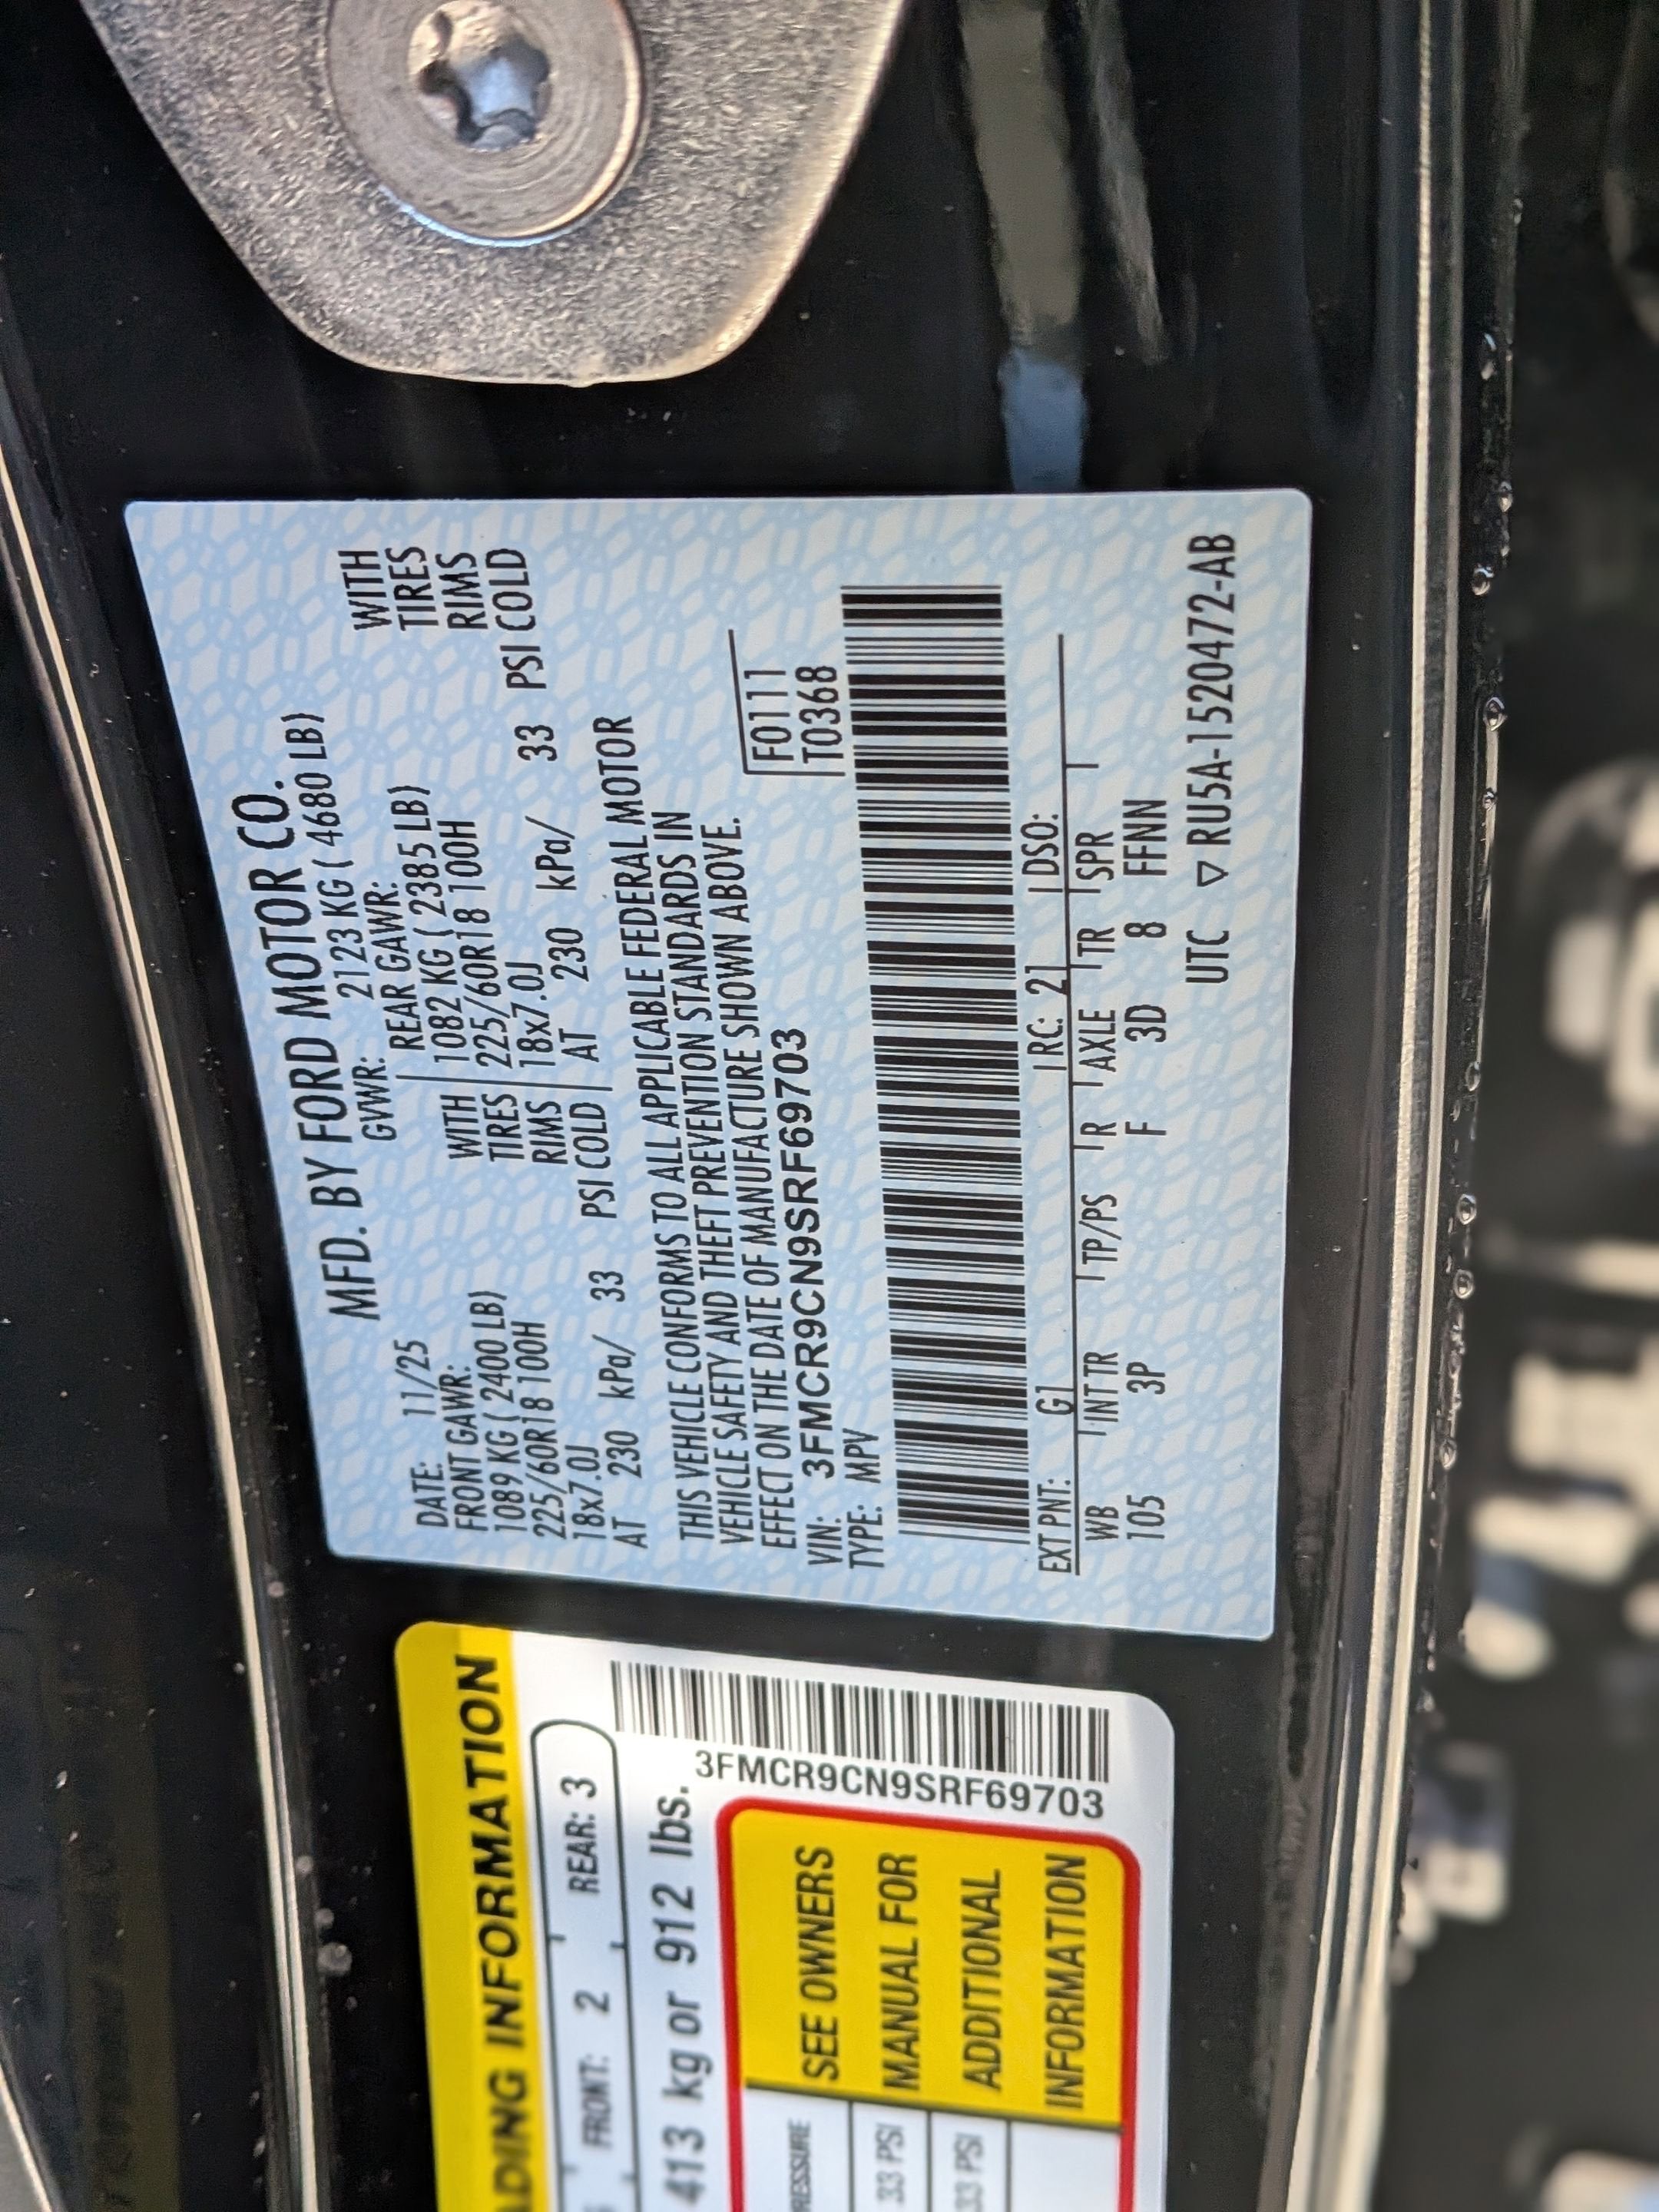 MFD. BY FORD MOTOR CO.
DATE: 11/25 GVWR: 2123 KG ( 4680 LB)
FRONT GAWR: REAR GAWR:
1089 KG ( 2400 LB) WITH 1082 KG ( 2385 LB) WITH
225/60R18 100H TIRES 225/60R18 100H TIRES
18x7.0J RIMS 18x7.0J RIMS
AT 230 kPa/ 33 PSI COLD AT 230 kPa/ 33 PSI COLD
THIS VEHICLE CONFORMS TO ALL APPLICABLE FEDERAL MOTOR
VEHICLE SAFETY AND THEFT PREVENTION STANDARDS IN
EFFECT ON THE DATE OF MANUFACTURE SHOWN ABOVE.
VIN: 3FMCR9CN9SRF69703 F0111
TYPE: MPV T0368
EXT PNT: G1 RC: 21 DSO:
WB INT TR TP/PS R AXLE TR SPR
105 3P F 3D 8 FFNN
UTC ▽ RU5A-1520472-AB
ADING INFORMATION
FRONT: 2 REAR: 3
413 kg or 912 lbs.
3FMCR9CN9SRF69703
RESSURE
33 PSI
33 PSI
SEE OWNERS
MANUAL FOR
ADDITIONAL
INFORMATION